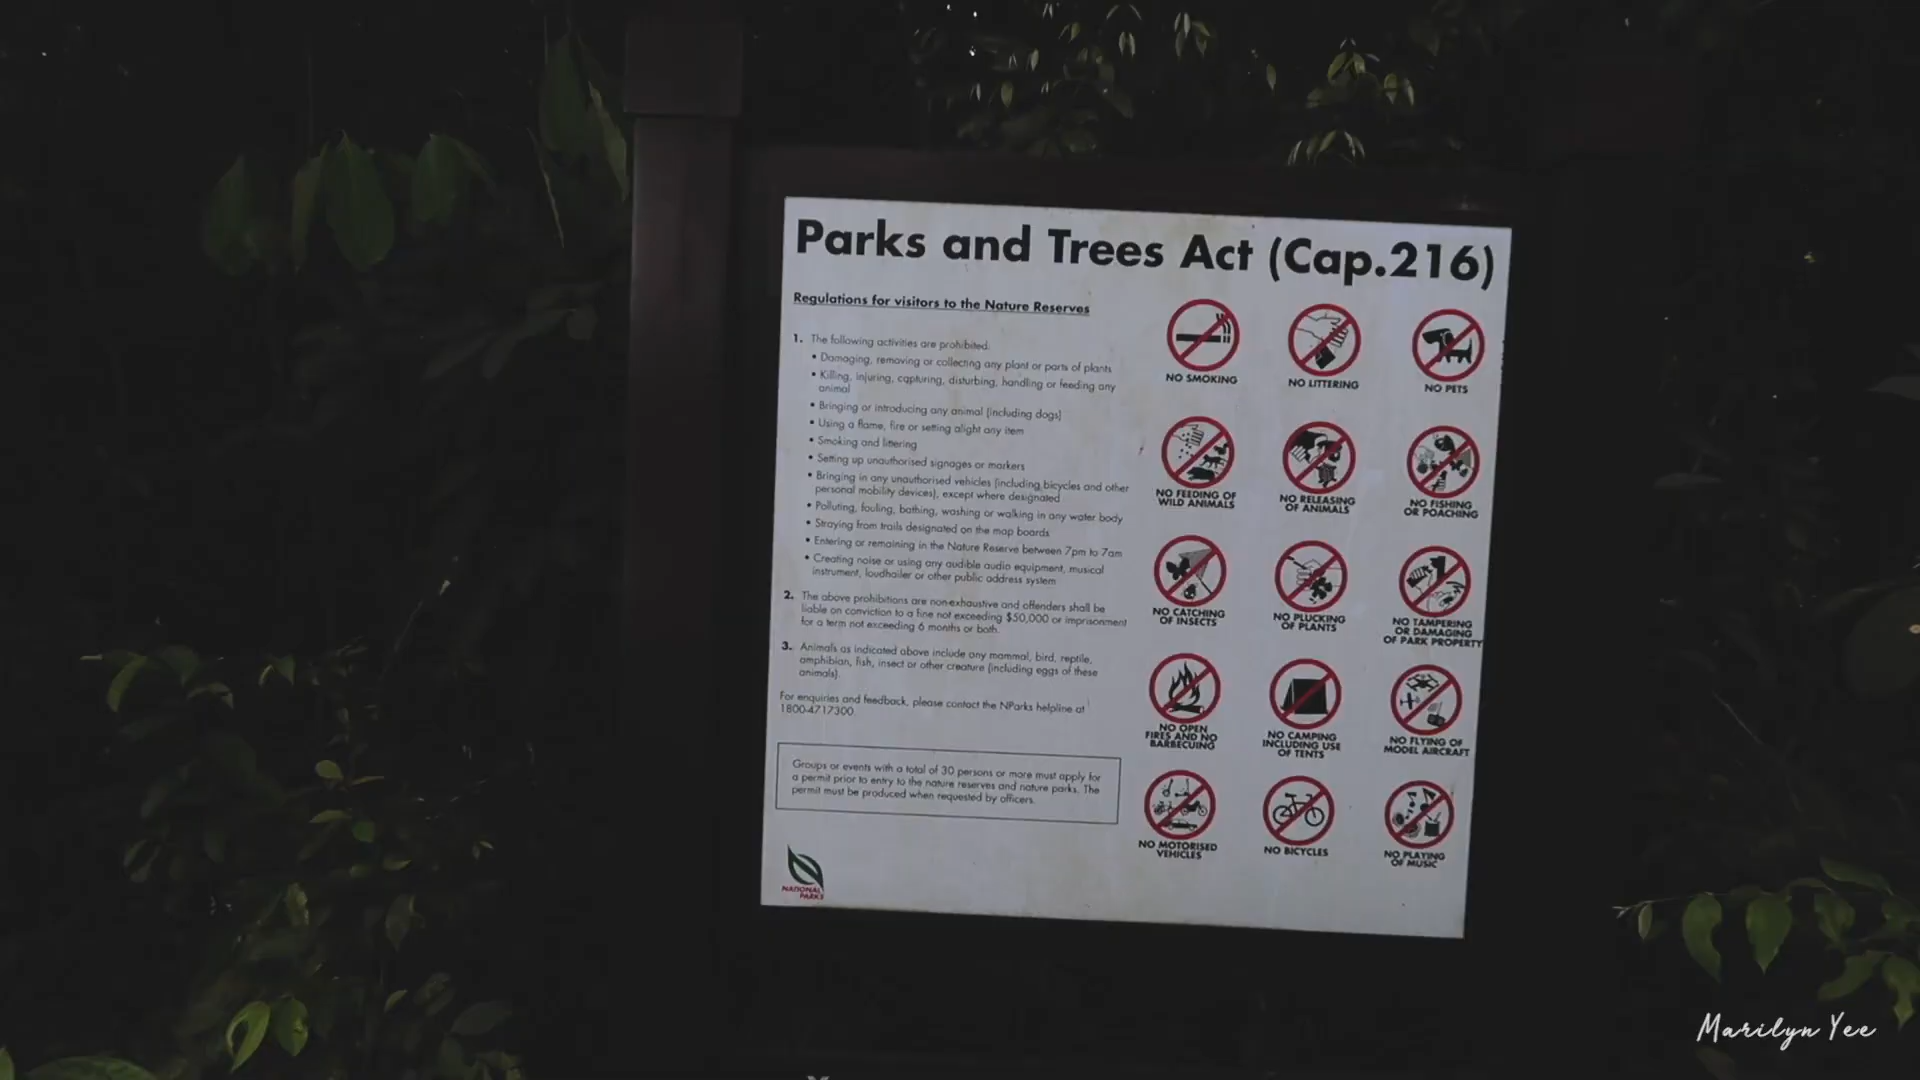 Parks and Trees Act (Cap.216)
Regulations for visitors to the Nature Reserves
1. The following activities are prohibited:
• Damaging, removing or collecting any plant or parts of plants
• Killing, injuring, capturing, disturbing, handling or feeding any
animal
• Bringing or introducing any animal (including dogs)
• Using a flame, fire or setting alight any item
• Smoking and littering
• Setting up unauthorised signages or markers
• Bringing in any unauthorised vehicles (including bicycles and other
personal mobility devices), except where designated
• Polluting, fouling, bathing, washing or walking in any water body
• Straying from trails designated on the map boards
• Entering or remaining in the Nature Reserve between 7pm to 7am
• Creating noise or using any audible audio equipment, musical
instrument, loudhailer or other public address system
2. The above prohibitions are non-exhaustive and offenders shall be
liable on conviction to a fine not exceeding $50,000 or imprisonment
for a term not exceeding 6 months or both.
3. Animals as indicated above include any mammal, bird, reptile,
amphibian, fish, insect or other creature (including eggs of these
animals).
For enquiries and feedback, please contact the NParks helpline at
1800-4717300.
Groups or events with a total of 30 persons or more must apply for
a permit prior to entry to the nature reserves and nature parks. The
permit must be produced when requested by officers.
NATIONAL
PARKS
NO SMOKING
NO LITTERING
NO PETS
NO FEEDING OF
WILD ANIMALS
NO RELEASING
OF ANIMALS
NO FISHING
OR POACHING
NO CATCHING
OF INSECTS
NO PLUCKING
OF PLANTS
NO TAMPERING
OR DAMAGING
OF PARK PROPERTY
NO OPEN
FIRES AND NO
BARBECUING
NO CAMPING
INCLUDING USE
OF TENTS
NO FLYING OF
MODEL AIRCRAFT
NO MOTORISED
VEHICLES
NO BICYCLES
NO PLAYING
OF MUSIC
Marilyn Yee